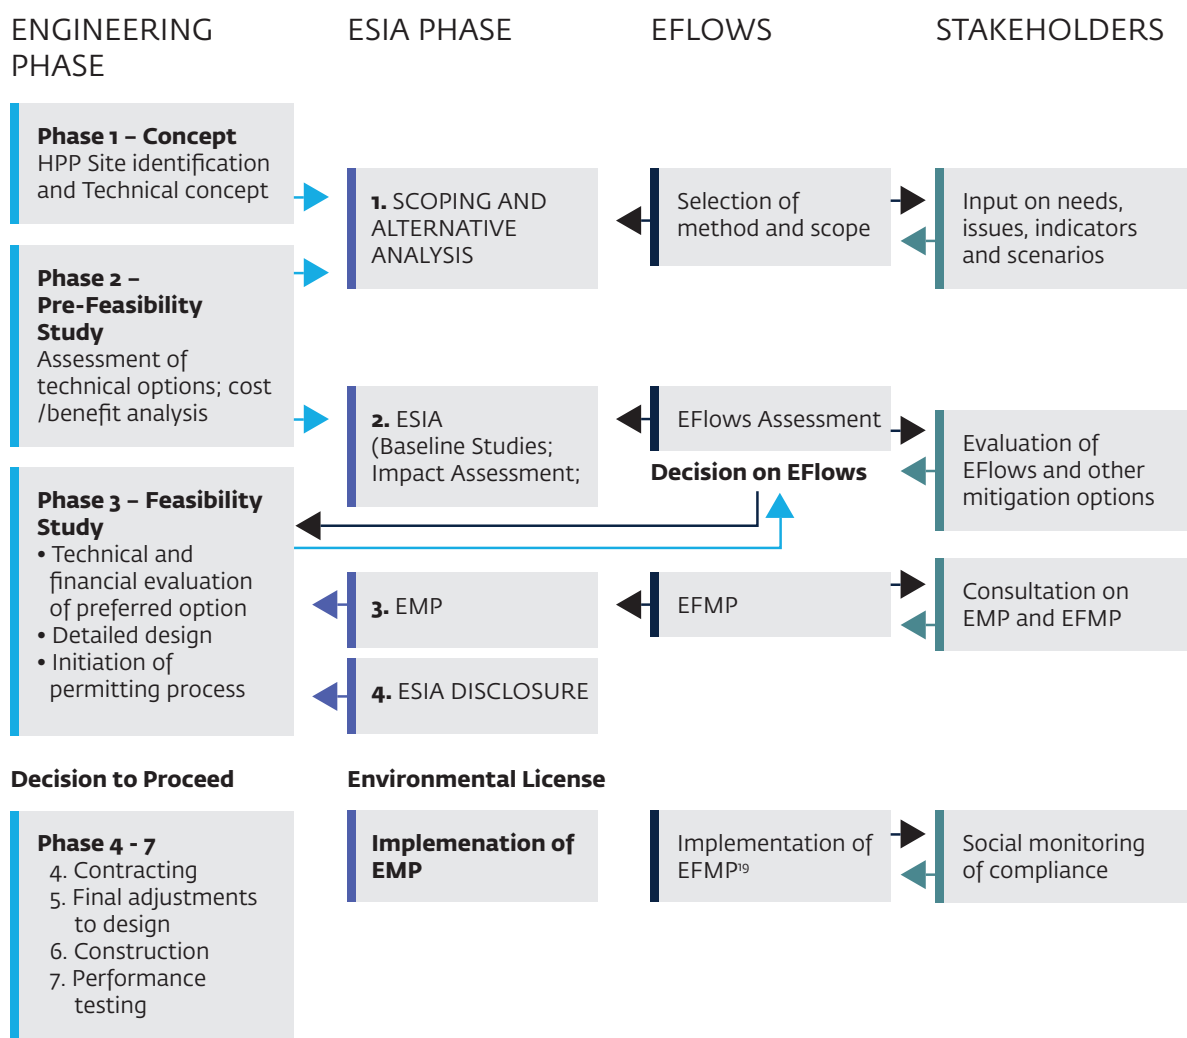 ENGINEERING
PHASE
ESIA PHASE
EFLOWS
STAKEHOLDERS
Phase 1 – Concept
HPP Site identification
and Technical concept
1. SCOPING AND
ALTERNATIVE
ANALYSIS
Selection of
method and scope
Input on needs,
issues, indicators
and scenarios
Phase 2 –
Pre-Feasibility
Study
Assessment of
technical options; cost
/benefit analysis
2. ESIA
(Baseline Studies;
Impact Assessment;
EFlows Assessment
Decision on EFlows
Evaluation of
EFlows and other
mitigation options
Phase 3 – Feasibility
Study
• Technical and
financial evaluation
of preferred option
• Detailed design
• Initiation of
permitting process
3. EMP
EFMP
Consultation on
EMP and EFMP
4. ESIA DISCLOSURE
Decision to Proceed
Environmental License
Phase 4 - 7
4. Contracting
5. Final adjustments
to design
6. Construction
7. Performance
testing
Implemenation of
EMP
Implementation of
EFMP¹⁹
Social monitoring
of compliance